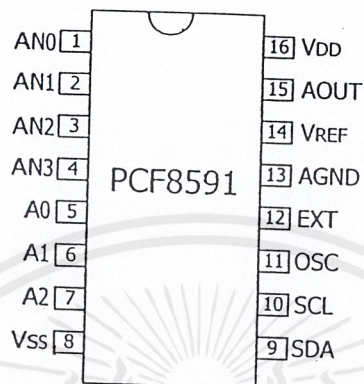 AN0 1
AN1 2
AN2 3
AN3 4
A0 5
A1 6
A2 7
Vss 8
PCF8591
16 VDD
15 AOUT
14 VREF
13 AGND
12 EXT
11 OSC
10 SCL
9 SDA